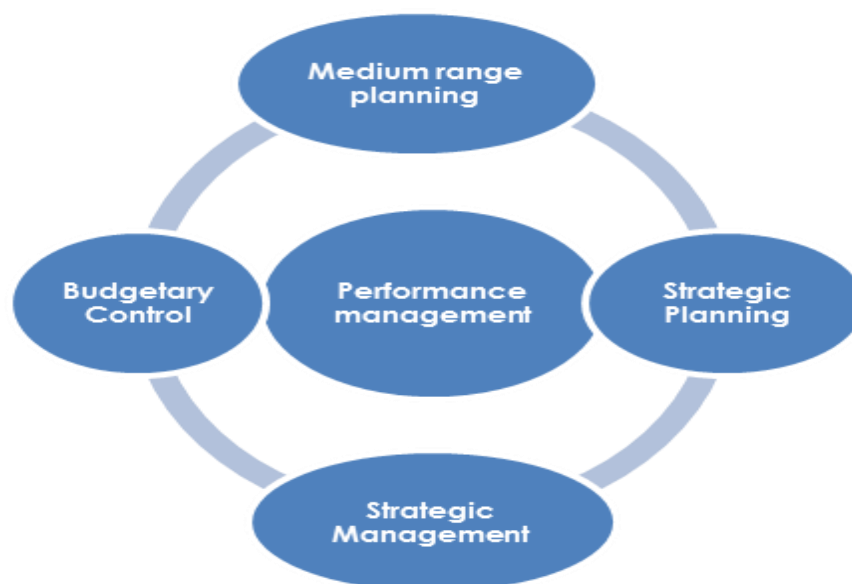 Medium range
planning
Budgetary
Control
Performance
management
Strategic
Planning
Strategic
Management